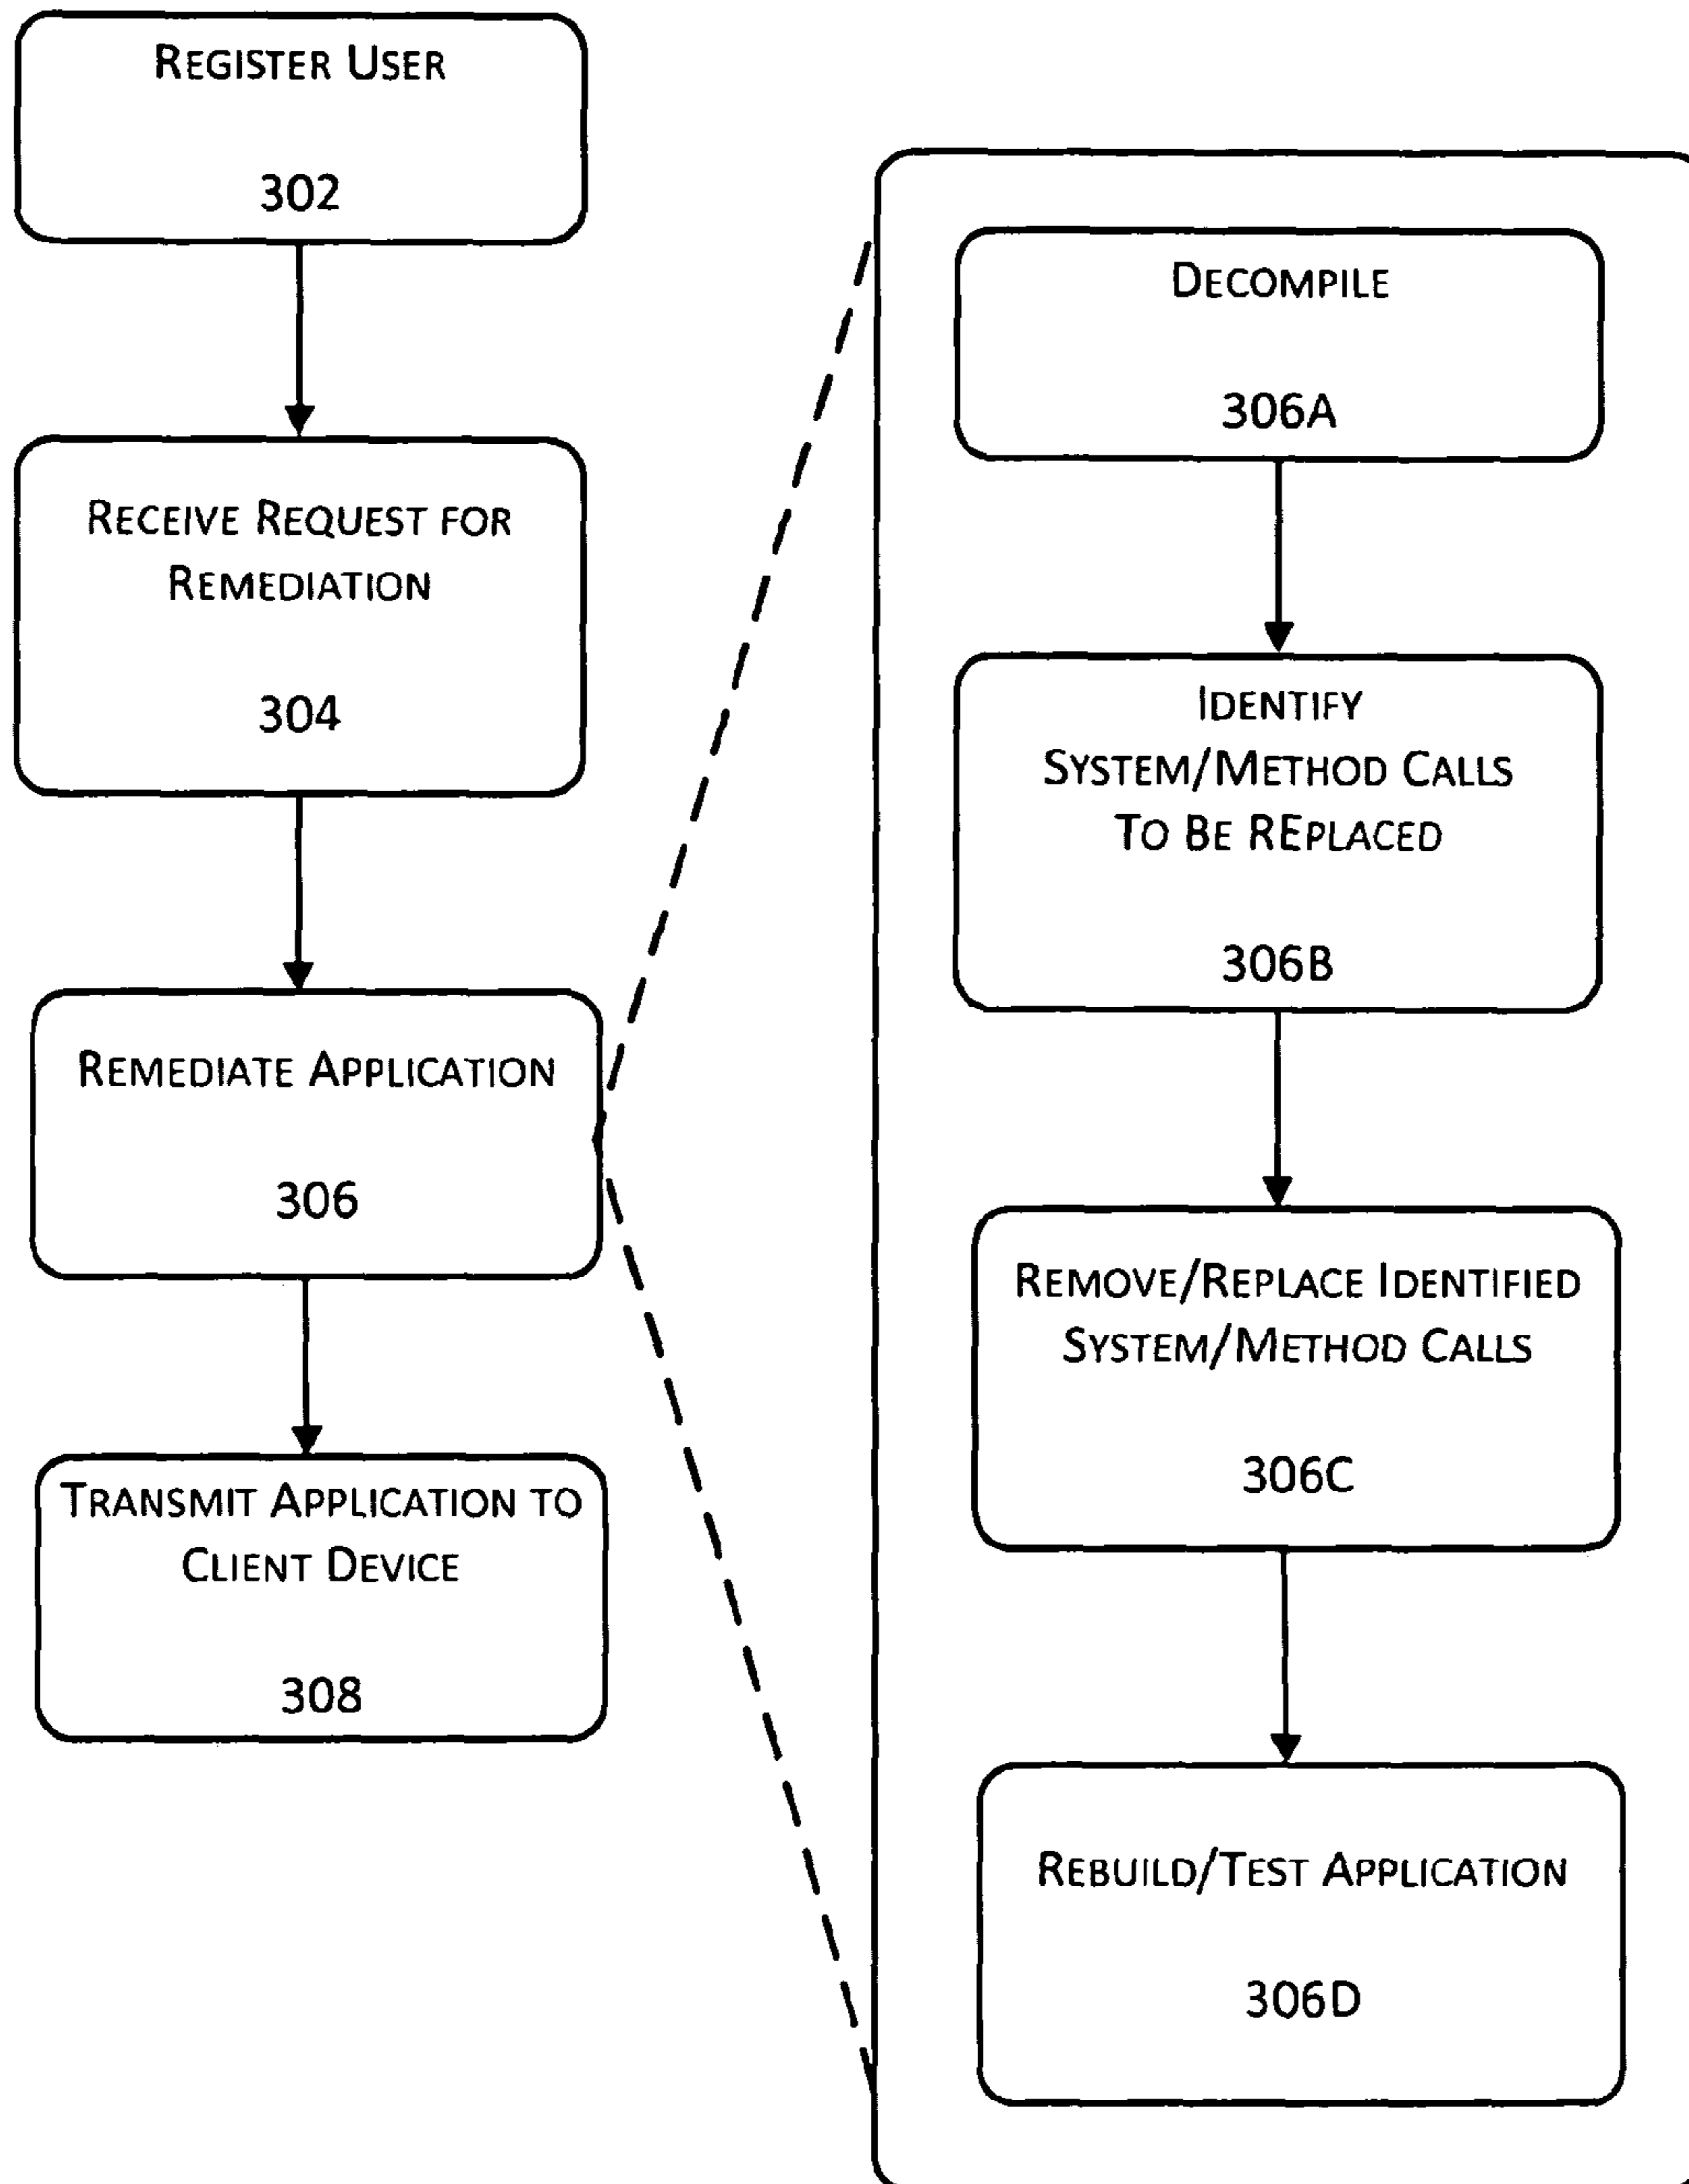 REGISTER USER
302
RECEIVE REQUEST FOR
REMEDIATION
304
REMEDIATE APPLICATION
306
TRANSMIT APPLICATION TO
CLIENT DEVICE
308
DECOMPILE
306A
IDENTIFY
SYSTEM/METHOD CALLS
TO BE REPLACED
306B
REMOVE/REPLACE IDENTIFIED
SYSTEM/METHOD CALLS
306C
REBUILD/TEST APPLICATION
306D